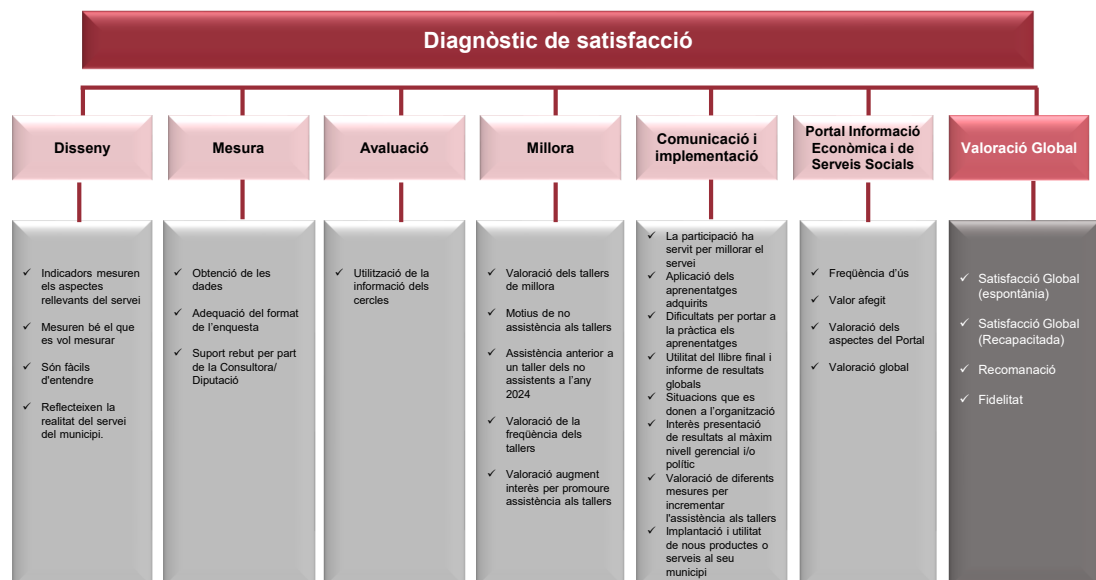 Diagnòstic de satisfacció
Disseny
Mesura
Avaluació
Millora
Comunicació i
implementació
Portal Informació
Econòmica i de
Serveis Socials
Valoració Global
✓ Indicadors mesuren
els aspectes
rellevants del servei
✓ Mesuren bé el que
es vol mesurar
✓ Són fàcils
d'entendre
✓ Reflecteixen la
realitat del servei
del municipi.
✓ Obtenció de les
dades
✓ Adequació del format
de l’enquesta
✓ Suport rebut per part
de la Consultora/
Diputació
✓ Utilització de la
informació dels
cercles
✓ Valoració dels tallers
de millora
✓ Motius de no
assistència als tallers
✓ Assistència anterior a
un taller dels no
assistents a l’any
2024
✓ Valoració de la
freqüència dels
tallers
✓ Valoració augment
interès per promoure
assistència als tallers
✓ La participació ha
servit per millorar el
servei
✓ Aplicació dels
aprenentatges
adquirits
✓ Dificultats per portar a
la pràctica els
aprenentatges
✓ Utilitat del llibre final i
informe de resultats
globals
✓ Situacions que es
donen a l’organització
✓ Interès presentació
de resultats al màxim
nivell gerencial i/o
polític
✓ Valoració de diferents
mesures per
incrementar
l'assistència als tallers
✓ Implantació i utilitat
de nous productes o
serveis al seu
municipi
✓ Freqüència d’ús
✓ Valor afegit
✓ Valoració dels
aspectes del Portal
✓ Valoració global
✓ Satisfacció Global
(espontània)
✓ Satisfacció Global
(Recapacitada)
✓ Recomanació
✓ Fidelitat